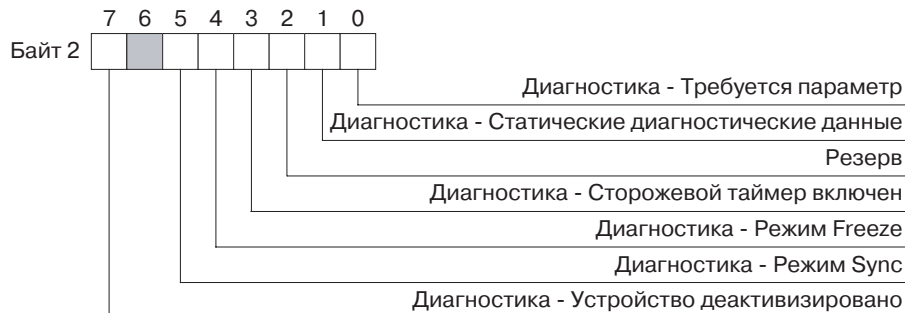 7 6 5 4 3 2 1 0
Байт 2
Диагностика - Требуется параметр
Диагностика - Статические диагностические данные
Резерв
Диагностика - Сторожевой таймер включен
Диагностика - Режим Freeze
Диагностика - Режим Sync
Диагностика - Устройство деактивизировано